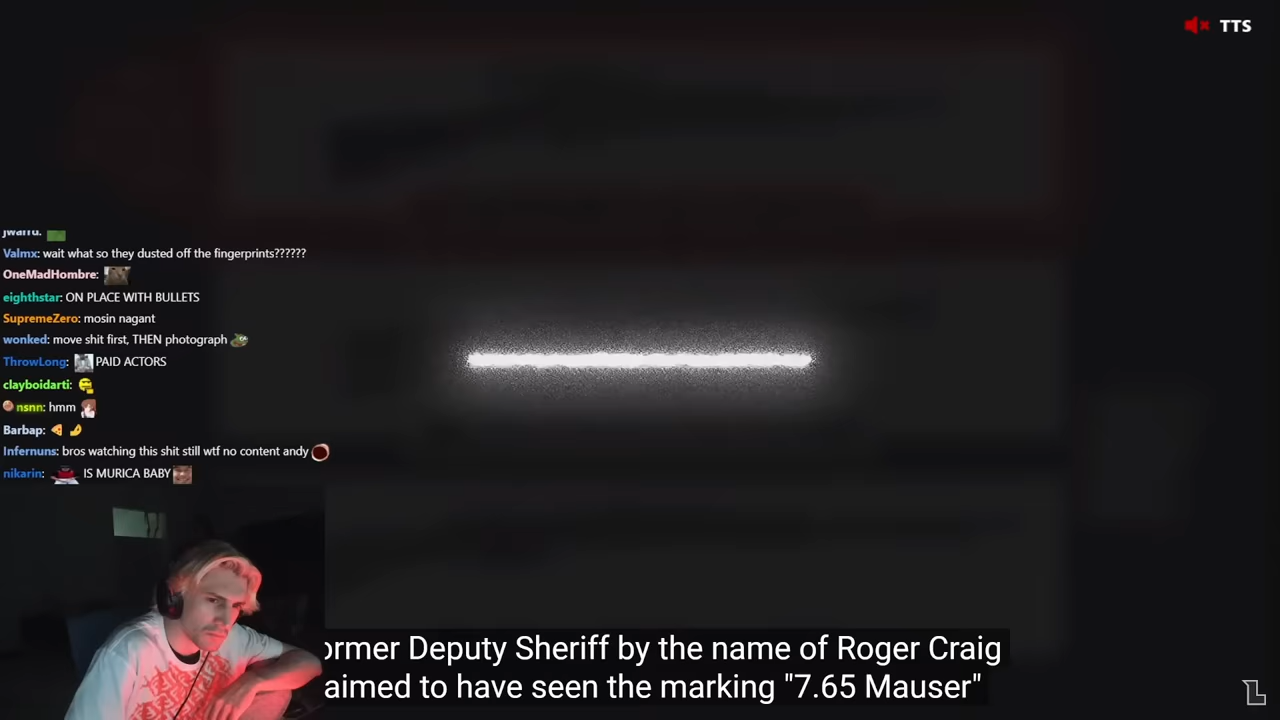 TTS
jwarru:
Valmx: wait what so they dusted off the fingerprints??????
OneMadHombre:
eighthstar: ON PLACE WITH BULLETS
SupremeZero: mosin nagant
wonked: move shit first, THEN photograph
ThrowLong: PAID ACTORS
clayboidarti:
nsnn: hmm
Barbap:
Infernuns: bros watching this shit still wtf no content andy
nikarin: IS MURICA BABY
ormer Deputy Sheriff by the name of Roger Craig
aimed to have seen the marking "7.65 Mauser"